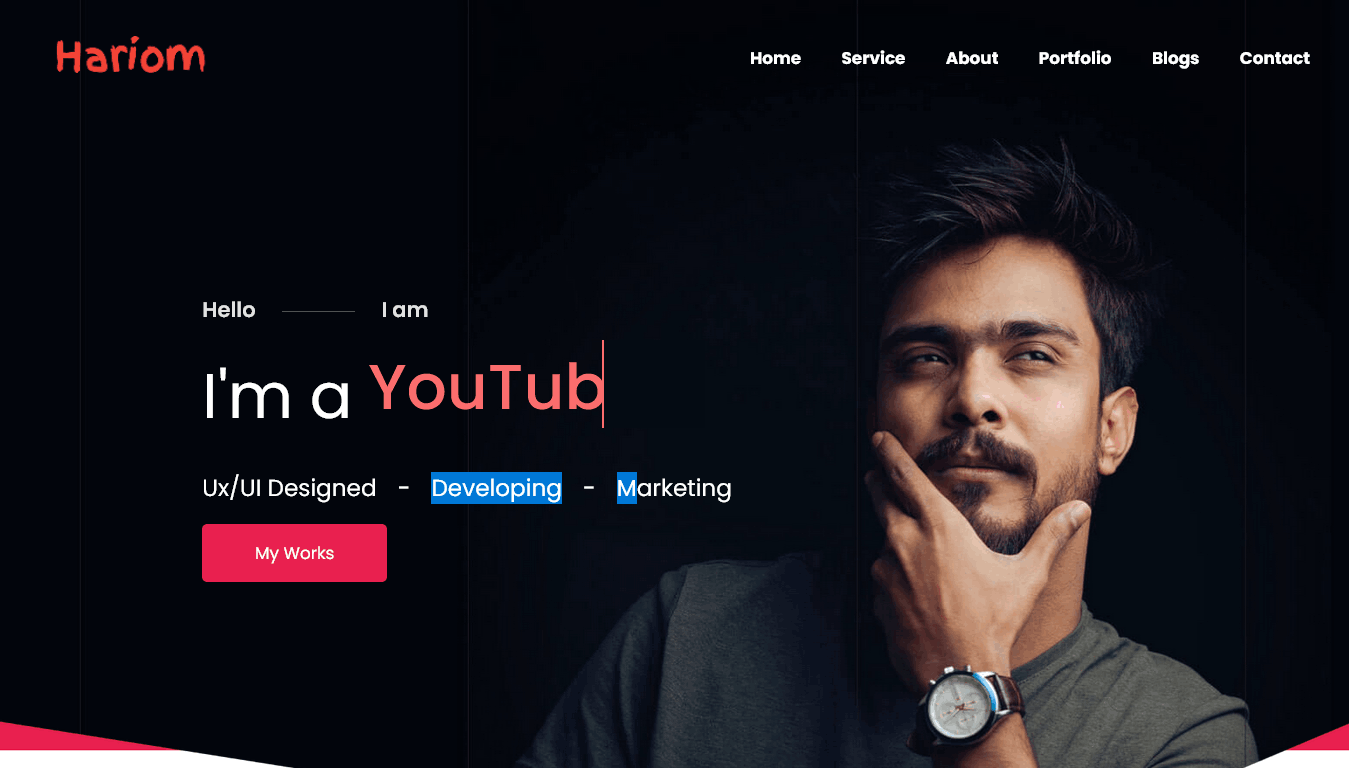 Hariom
Home Service About Portfolio Blogs Contact
Hello I am
I'm a YouTub
Ux/UI Designed - Developing - Marketing
My Works